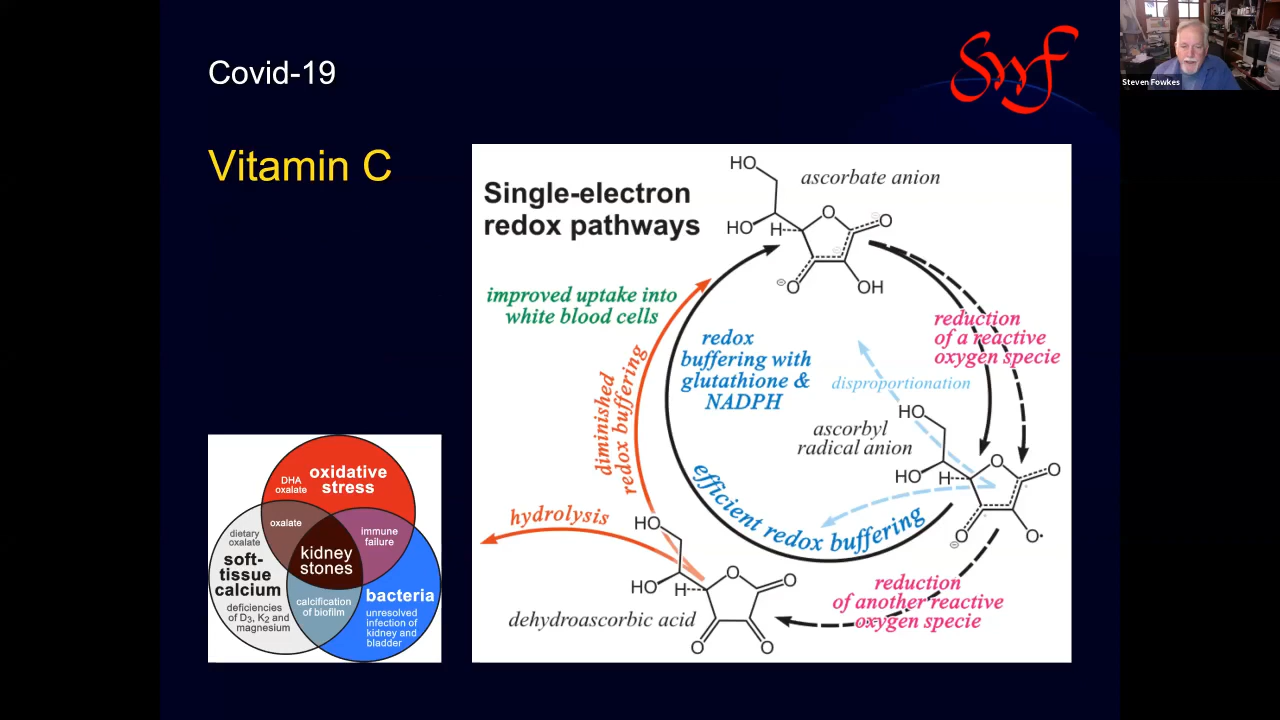 Covid-19
swf
Steven Fowkes
Vitamin C
Single-electron
redox pathways
HO
ascorbate anion
HO
H
O
O
⊖O
OH
improved uptake into
white blood cells
redox
buffering with
glutathione &
NADPH
reduction
of a reactive
oxygen specie
disproportionation
diminished
redox buffering
ascorbyl
radical anion
HO
HO
H
O
O
⊖O
O•
efficient redox buffering
hydrolysis
HO
HO
H
O
O
O
O
dehydroascorbic acid
reduction
of another reactive
oxygen specie
oxidative
stress
DHA
oxalate
oxalate
immune
failure
dietary
oxalate
kidney
stones
soft-
tissue
calcium
deficiencies
of D3, K2 and
magnesium
calcification
of biofilm
bacteria
unresolved
infection of
kidney and
bladder